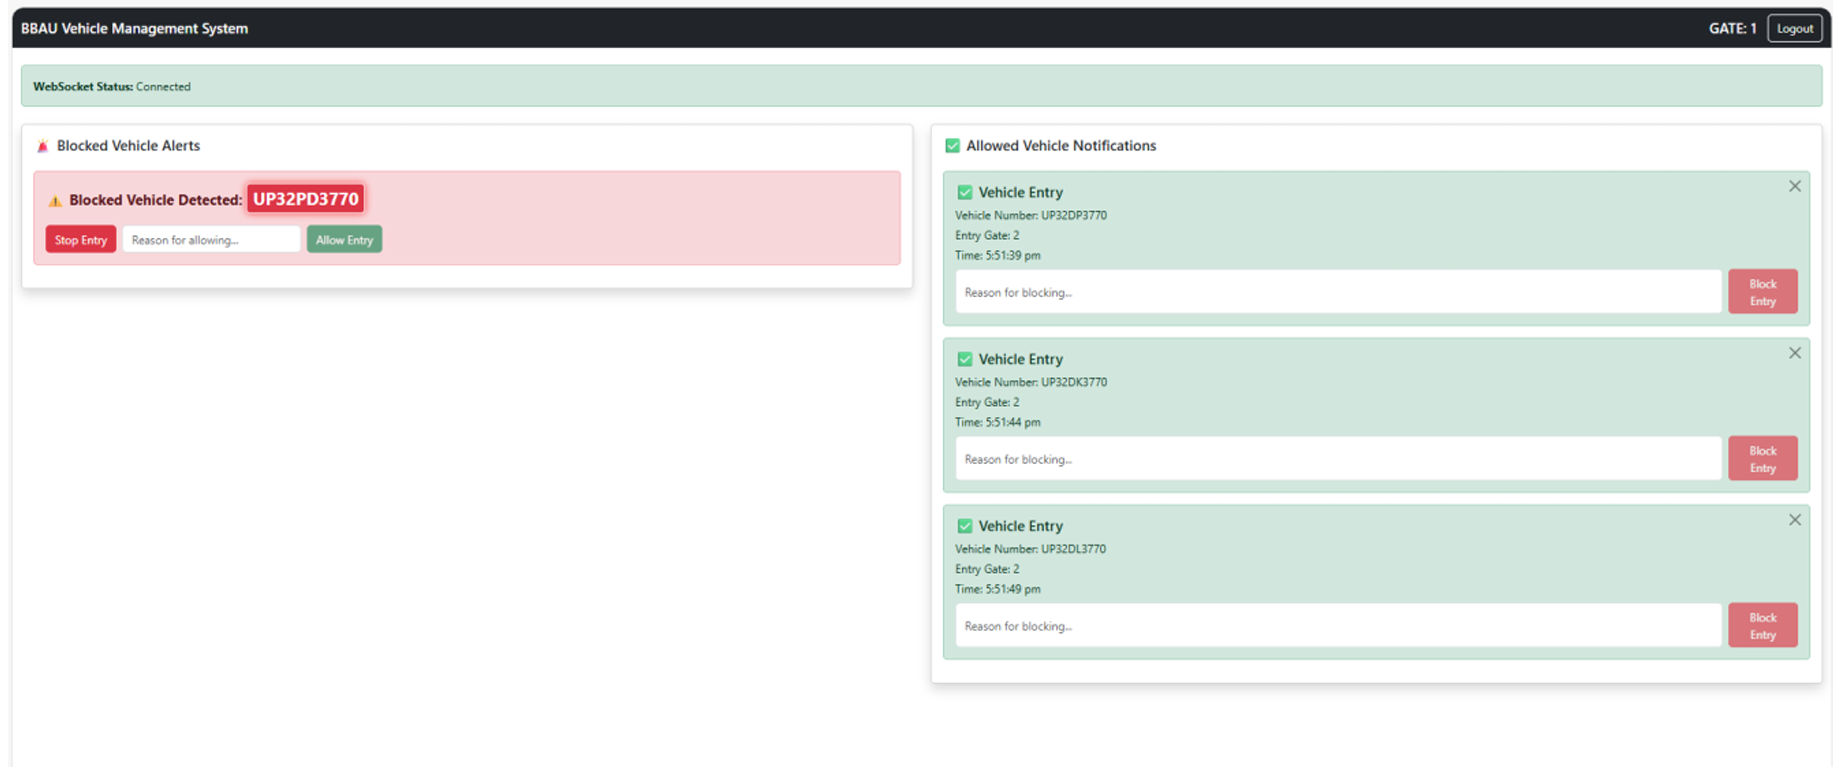 BBAU Vehicle Management System
GATE: 1 Logout
WebSocket Status: Connected
Blocked Vehicle Alerts
Blocked Vehicle Detected: UP32PD3770
Stop Entry Reason for allowing... Allow Entry
Allowed Vehicle Notifications
Vehicle Entry
Vehicle Number: UP32DP3770
Entry Gate: 2
Time: 5:51:39 pm
Reason for blocking...
Block
Entry
Vehicle Entry
Vehicle Number: UP32DK3770
Entry Gate: 2
Time: 5:51:44 pm
Reason for blocking...
Block
Entry
Vehicle Entry
Vehicle Number: UP32DL3770
Entry Gate: 2
Time: 5:51:49 pm
Reason for blocking...
Block
Entry